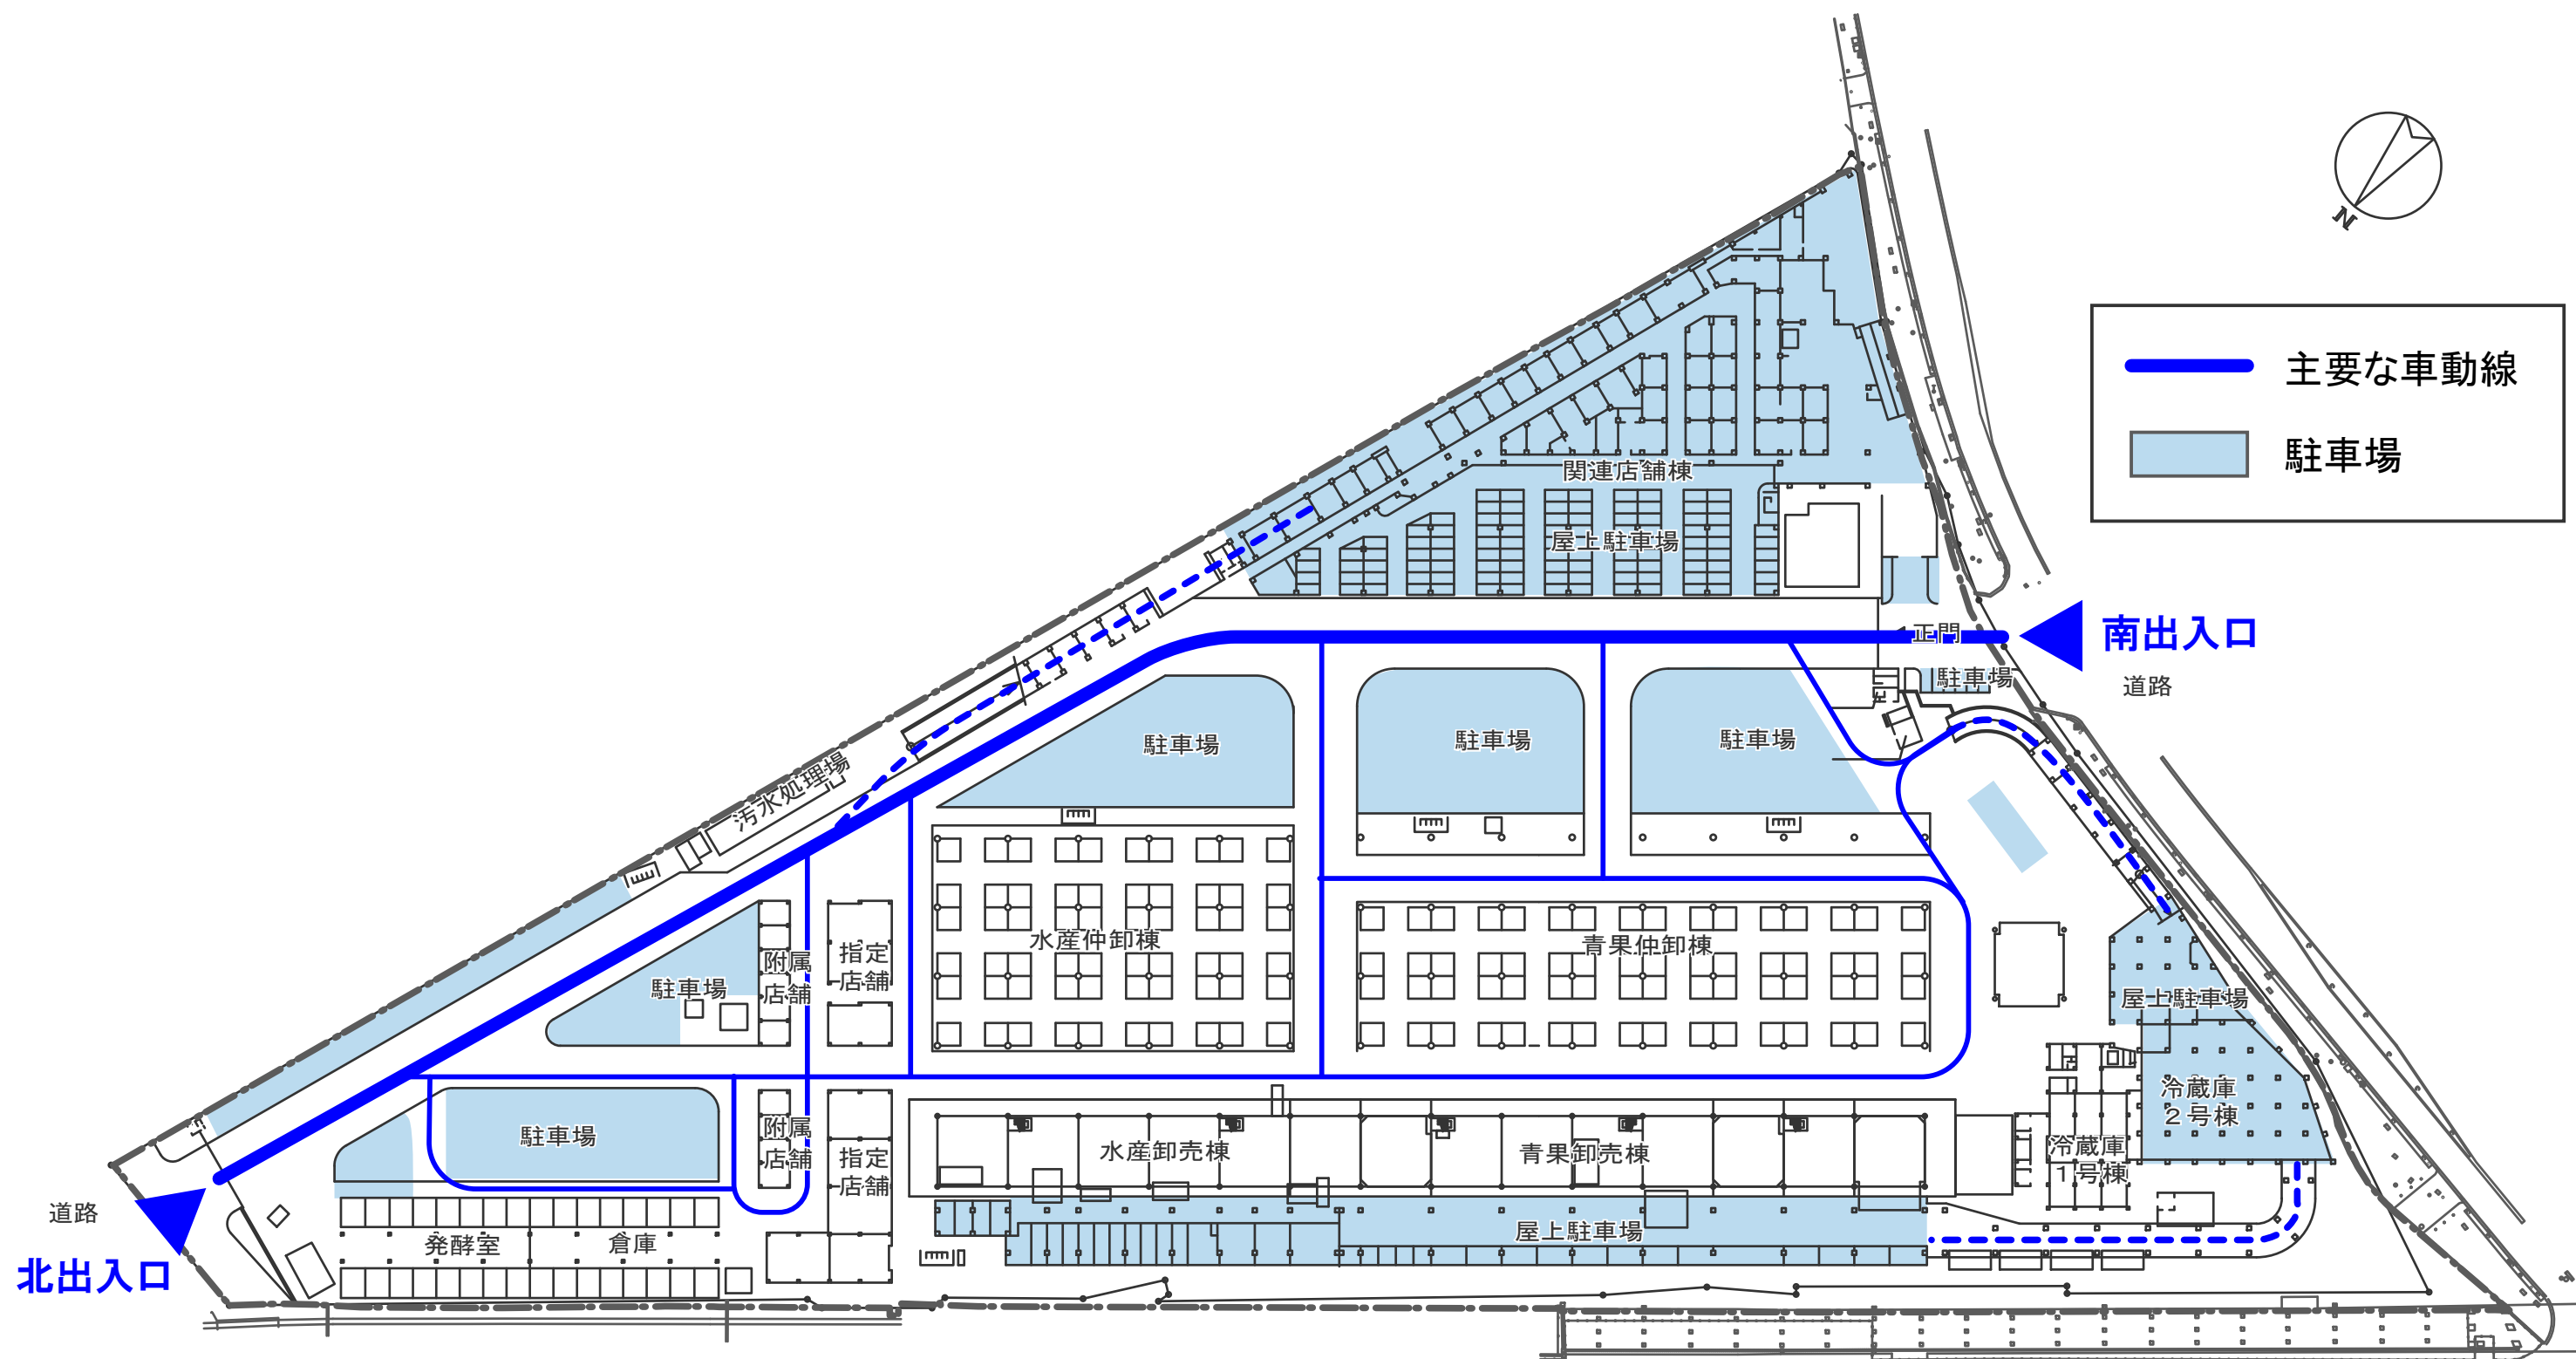 N
主要な車動線
駐車場
関連店舗棟
屋上駐車場
正門
南出入口
駐車場
道路
駐車場
駐車場
駐車場
汚水処理場
水産仲卸棟
青果仲卸棟
附属
店舗
指定
店舗
駐車場
屋上駐車場
冷蔵庫
2号棟
駐車場
附属
店舗
指定
店舗
水産卸売棟
青果卸売棟
冷蔵庫
1号棟
道路
北出入口
発酵室
倉庫
屋上駐車場